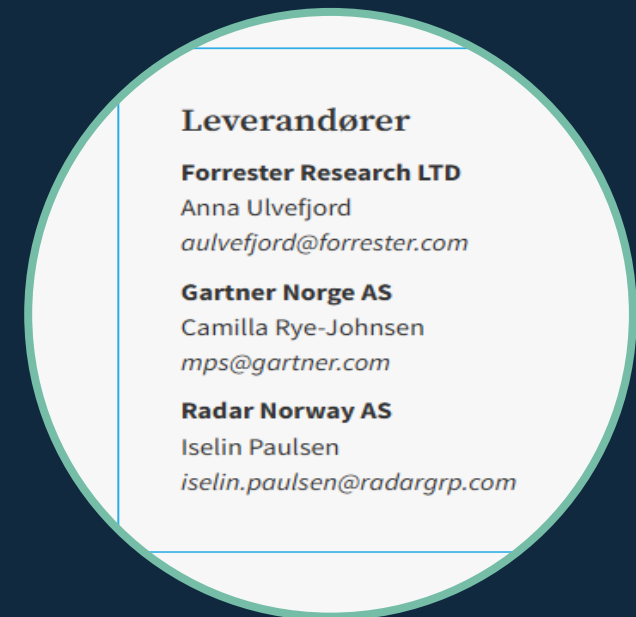 Leverandører
Forrester Research LTD
Anna Ulvefjord
aulvefjord@forrester.com
Gartner Norge AS
Camilla Rye-Johnsen
mps@gartner.com
Radar Norway AS
Iselin Paulsen
iselin.paulsen@radargrp.com